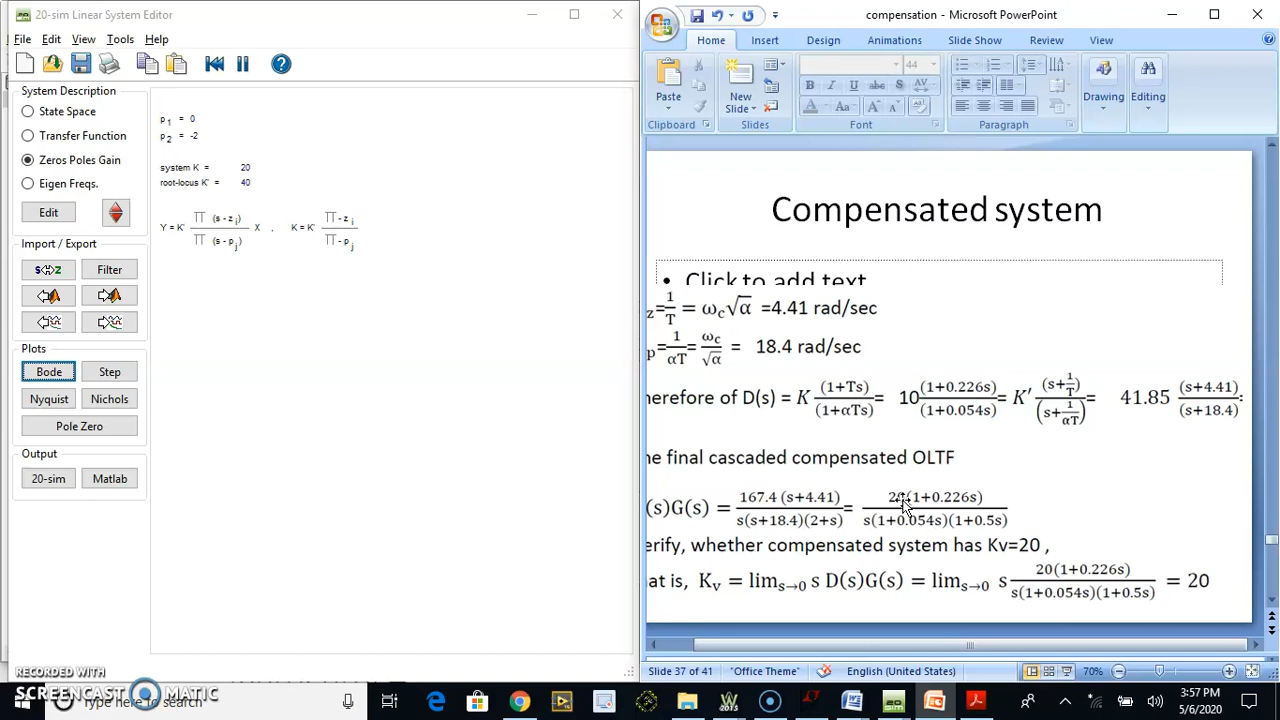 20-sim Linear System Editor
File Edit View Tools Help
System Description
State Space
Transfer Function
Zeros Poles Gain
Eigen Freqs.
Edit
Import / Export
s<>z Filter
Plots
Bode Step
Nyquist Nichols
Pole Zero
Output
20-sim Matlab
p1 = 0
p2 = -2
system K = 20
root-locus K' = 40
Y = K' ∏ (s - zi) / ∏ (s - pj) X , K = K' ∏ - zi / ∏ - pj
compensation - Microsoft PowerPoint
Home Insert Design Animations Slide Show Review View
Paste
New Slide
44
B I U abc S AV
A Aa A A
Drawing
Editing
Clipboard Slides Font Paragraph
Compensated system
• Click to add text
z=1/T = ωc√α =4.41 rad/sec
p=1/αT= ωc/√α = 18.4 rad/sec
herefore of D(s) = K (1+Ts)/(1+αTs)= 10(1+0.226s)/(1+0.054s)= K′ (s+1/T)/(s+1/αT)= 41.85 (s+4.41)/(s+18.4):
ne final cascaded compensated OLTF
(s)G(s) = 167.4 (s+4.41)/s(s+18.4)(2+s)= 20(1+0.226s)/s(1+0.054s)(1+0.5s)
erify, whether compensated system has Kv=20 ,
at is, Kv = lims→0 s D(s)G(s) = lims→0 s 20(1+0.226s)/s(1+0.054s)(1+0.5s) = 20
Slide 37 of 41 "Office Theme" English (United States) 70%
RECORDED WITH
SCREENCAST MATIC
Type here to search
3:57 PM
5/6/2020